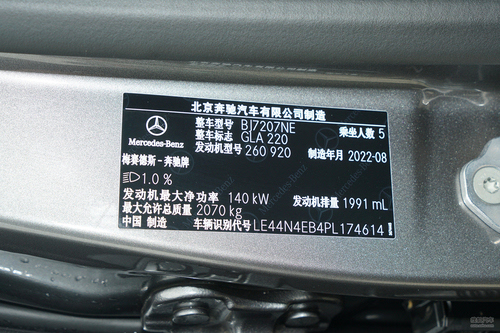 北京奔驰汽车有限公司制造
整车型号 BJ7207NE 乘坐人数 5
整车标志 GLA 220
Mercedes-Benz 发动机型号 260 920 制造年月 2022-08
梅赛德斯-奔驰牌
1.0 %
发动机最大净功率 140 kW 发动机排量 1991 mL
最大允许总质量 2070 kg
中国 制造 车辆识别代号 LE44N4EB4PL174614